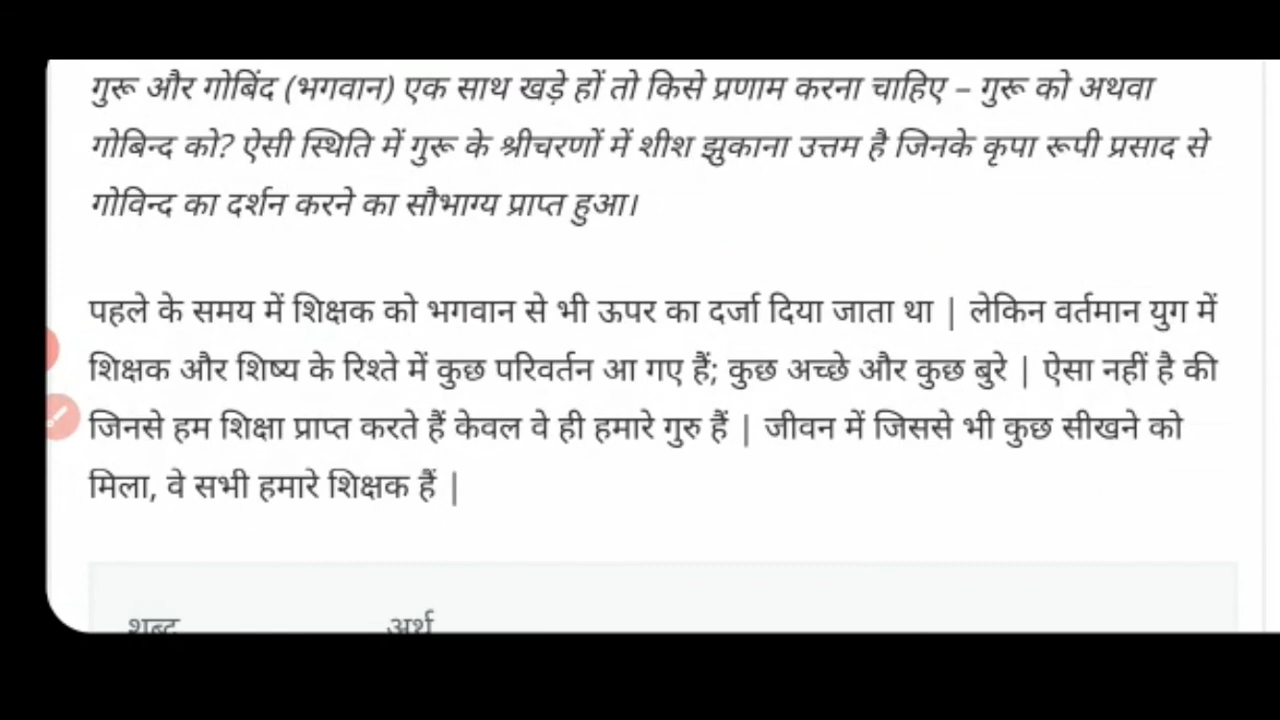 गुरू और गोबिंद (भगवान) एक साथ खड़े हों तो किसे प्रणाम करना चाहिए – गुरू को अथवा
गोबिन्द को? ऐसी स्थिति में गुरू के श्रीचरणों में शीश झुकाना उत्तम है जिनके कृपा रूपी प्रसाद से
गोविन्द का दर्शन करने का सौभाग्य प्राप्त हुआ।
पहले के समय में शिक्षक को भगवान से भी ऊपर का दर्जा दिया जाता था | लेकिन वर्तमान युग में
शिक्षक और शिष्य के रिश्ते में कुछ परिवर्तन आ गए हैं; कुछ अच्छे और कुछ बुरे | ऐसा नहीं है की
जिनसे हम शिक्षा प्राप्त करते हैं केवल वे ही हमारे गुरु हैं | जीवन में जिससे भी कुछ सीखने को
मिला, वे सभी हमारे शिक्षक हैं |
शब्द अर्थ